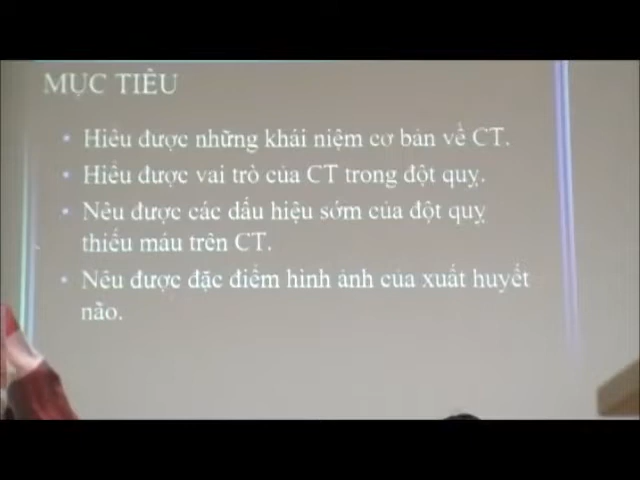 MỤC TIÊU
• Hiểu được những khái niệm cơ bản về CT.
• Hiểu được vai trò của CT trong đột quỵ.
• Nêu được các dấu hiệu sớm của đột quỵ
thiếu máu trên CT.
• Nêu được đặc điểm hình ảnh của xuất huyết
não.